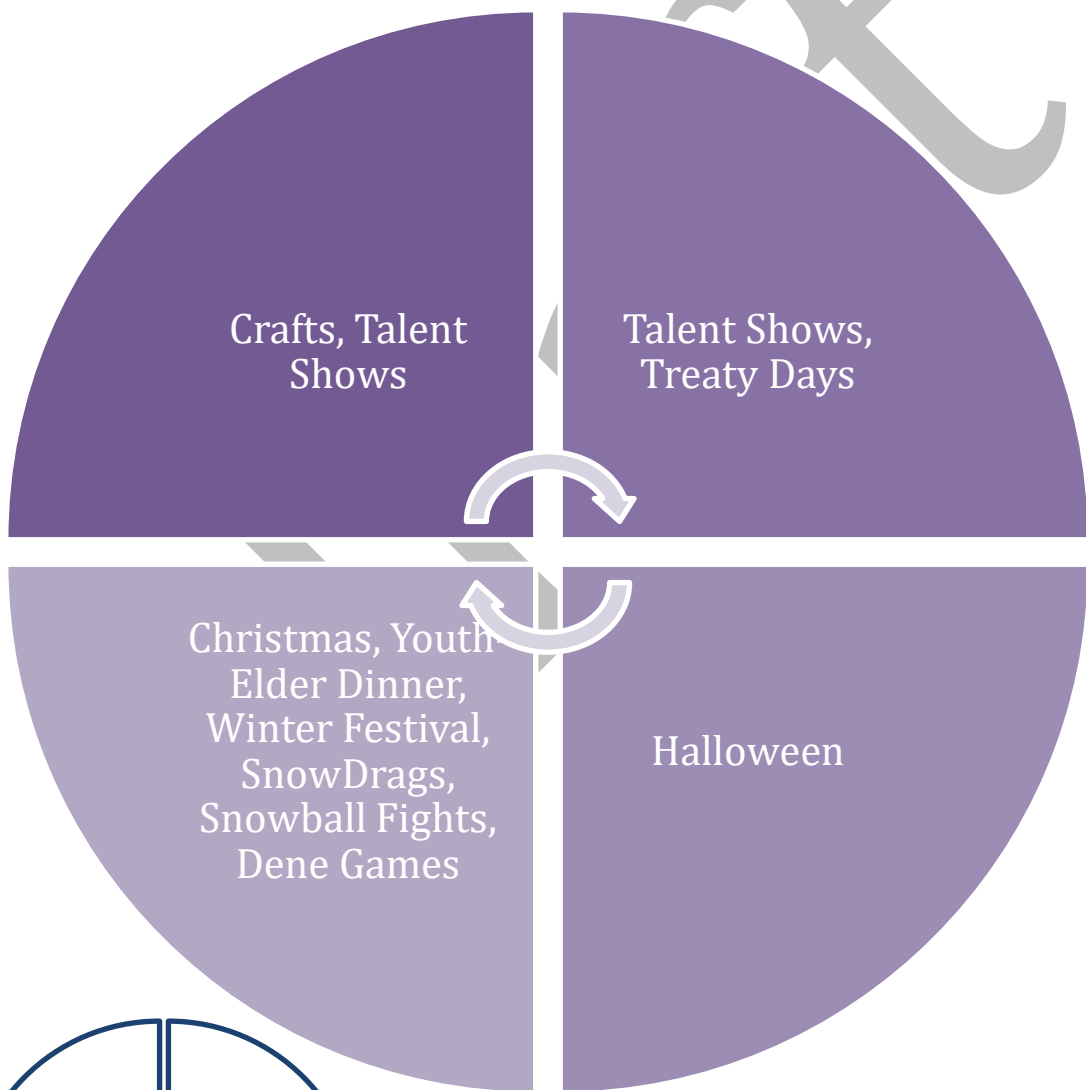 Crafts, Talent
Shows
Talent Shows,
Treaty Days
Christmas, Youth-
Elder Dinner,
Winter Festival,
SnowDrags,
Snowball Fights,
Dene Games
Halloween